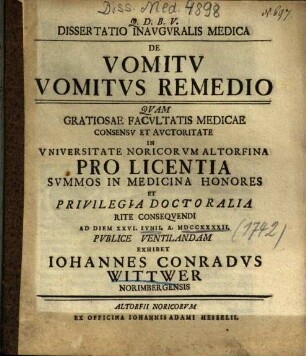 Diss. Med. 4898
Q. D. B. V.
DISSERTATIO INAVGVRALIS MEDICA
DE
VOMITV
VOMITVS REMEDIO
QVAM
GRATIOSAE FACVLTATIS MEDICAE
CONSENSV ET AVCTORITATE
IN
VNIVERSITATE NORICORVM ALTORFINA
PRO LICENTIA
SVMMOS IN MEDICINA HONORES
ET
PRIVILEGIA DOCTORALIA
RITE CONSEQVENDI
AD DIEM XXVI. IVNII, A. MDCCXXXXII,
PVBLICE VENTILANDAM
(1742)
EXHIBET
IOHANNES CONRADVS
WITTWER
NORIMBERGENSIS
ALTORFII NORICORVM
EX OFFICINA IOHANNIS ADAMI HESSELII.